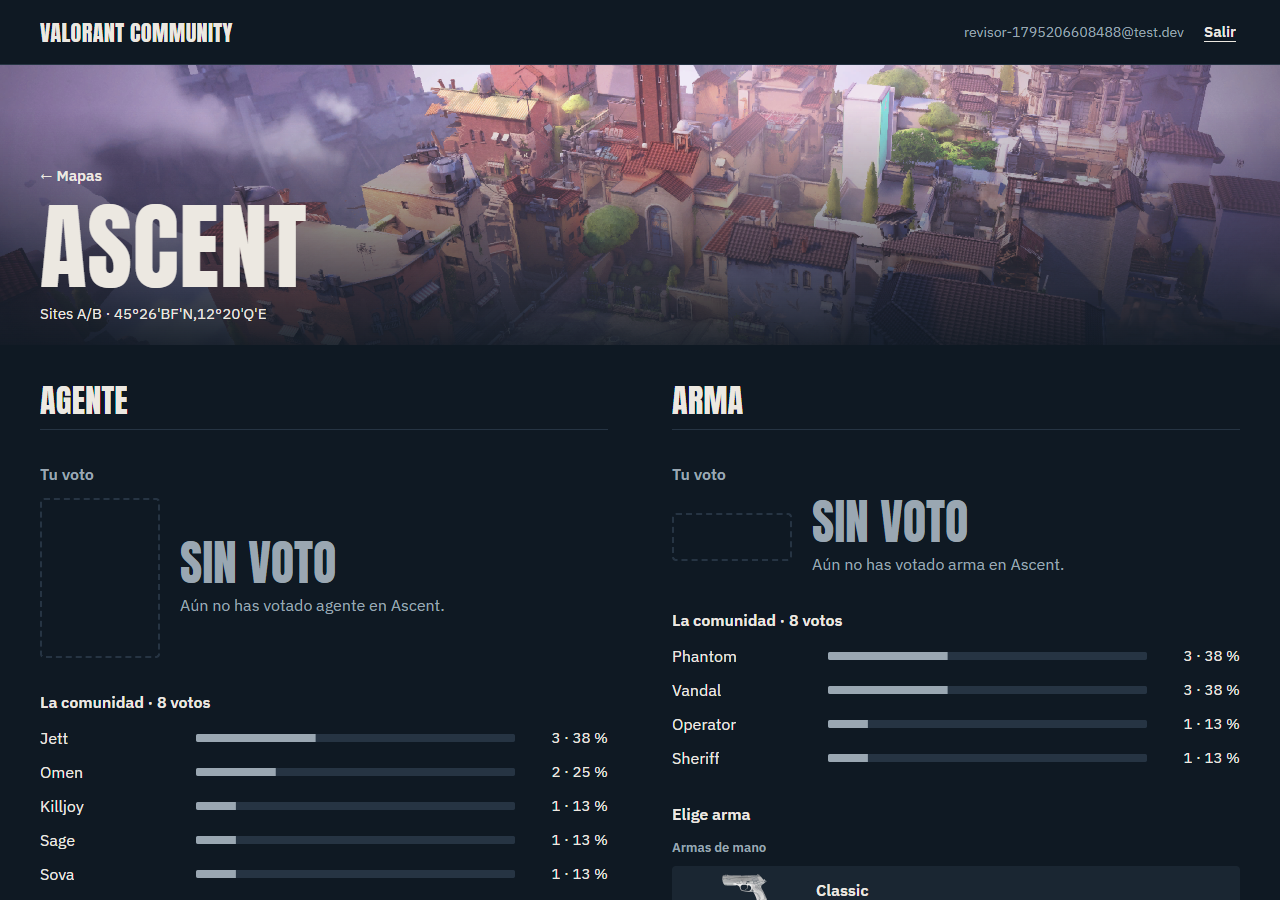 VALORANT COMMUNITY
revisor-1795206608488@test.dev Salir
← Mapas
ASCENT
Sites A/B · 45°26'BF'N,12°20'Q'E
AGENTE
Tu voto
SIN VOTO
Aún no has votado agente en Ascent.
La comunidad · 8 votos
Jett 3 · 38 %
Omen 2 · 25 %
Killjoy 1 · 13 %
Sage 1 · 13 %
Sova 1 · 13 %
ARMA
Tu voto
SIN VOTO
Aún no has votado arma en Ascent.
La comunidad · 8 votos
Phantom 3 · 38 %
Vandal 3 · 38 %
Operator 1 · 13 %
Sheriff 1 · 13 %
Elige arma
Armas de mano
Classic